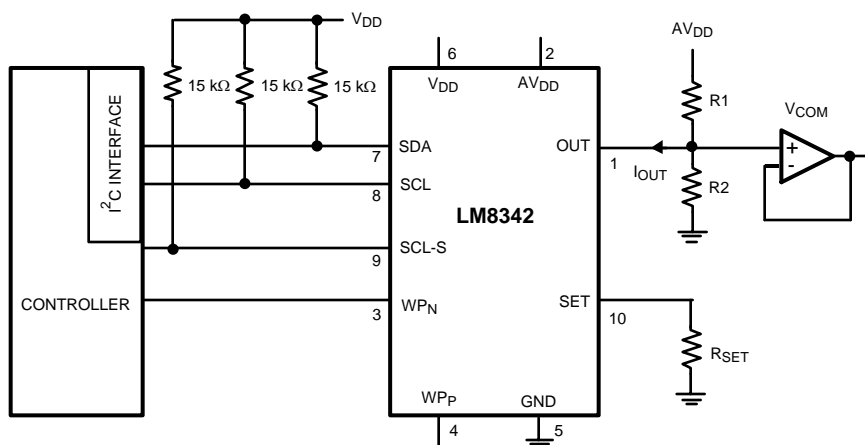 VDD
15 kΩ
15 kΩ
15 kΩ
6
VDD
2
AVDD
AVDD
R1
VCOM
I2C INTERFACE
SDA
7
OUT
1
IOUT
+
-
R2
SCL
8
LM8342
SCL-S
9
CONTROLLER
WPN
3
SET
10
RSET
WPP
4
GND
5